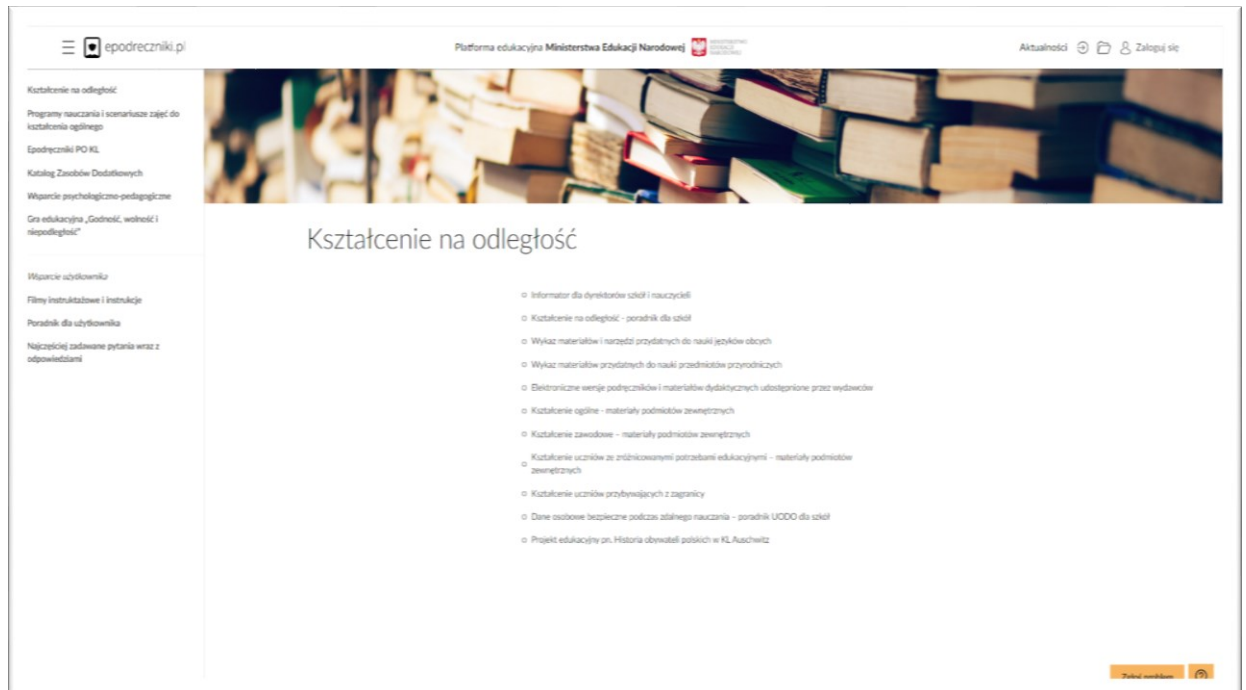 epodreczniki.pl
Platforma edukacyjna Ministerstwa Edukacji Narodowej
MINISTERSTWO
EDUKACJI
NARODOWEJ
Aktualności
Zaloguj się
Kształcenie na odległość
Programy nauczania i scenariusze zajęć do
kształcenia ogólnego
Epodręczniki PO KL
Katalog Zasobów Dodatkowych
Wsparcie psychologiczno-pedagogiczne
Gra edukacyjna „Godność, wolność i
niepodległość"
Wsparcie użytkownika
Filmy instruktażowe i instrukcje
Poradnik dla użytkownika
Najczęściej zadawane pytania wraz z
odpowiedziami
Kształcenie na odległość
Informator dla dyrektorów szkół i nauczycieli
Kształcenie na odległość - poradnik dla szkół
Wykaz materiałów i narzędzi przydatnych do nauki języków obcych
Wykaz materiałów przydatnych do nauki przedmiotów przyrodniczych
Elektroniczne wersje podręczników i materiałów dydaktycznych udostępnione przez wydawców
Kształcenie ogólne - materiały podmiotów zewnętrznych
Kształcenie zawodowe – materiały podmiotów zewnętrznych
Kształcenie uczniów ze zróżnicowanymi potrzebami edukacyjnymi – materiały podmiotów
zewnętrznych
Kształcenie uczniów przybywających z zagranicy
Dane osobowe bezpieczne podczas zdalnego nauczania – poradnik UODO dla szkół
Projekt edukacyjny pn. Historia obywateli polskich w KL Auschwitz
Zgłoś problem